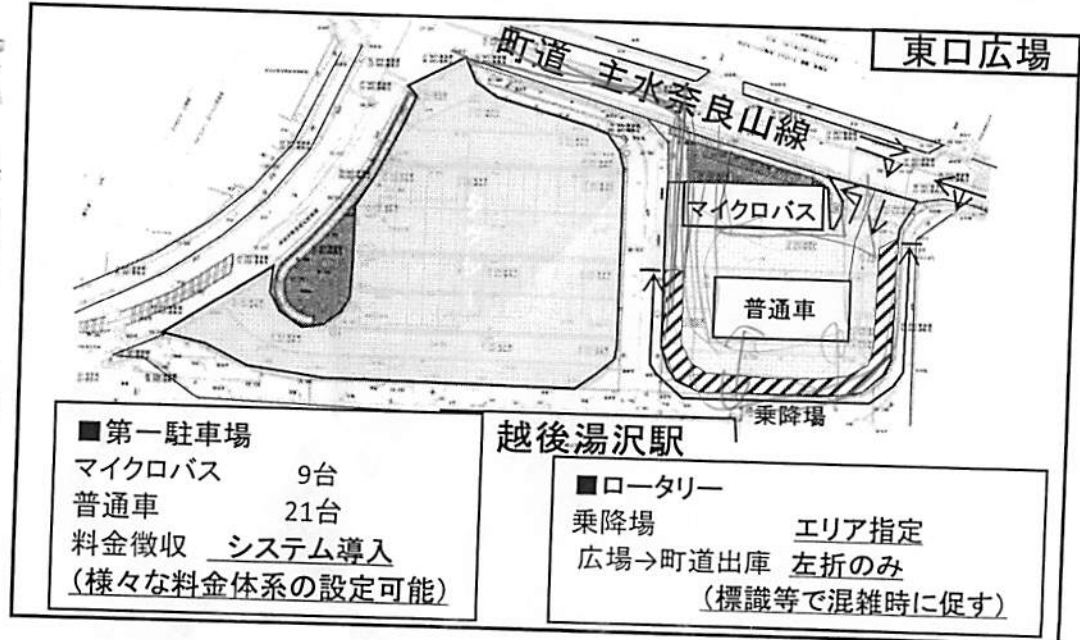 東口広場
町道 主水奈良山線
マイクロバス
普通車
乗降場
越後湯沢駅
■第一駐車場
マイクロバス 9台
普通車 21台
料金徴収 システム導入
(様々な料金体系の設定可能)
■ロータリー
乗降場 エリア指定
広場→町道出庫 左折のみ
(標識等で混雑時に促す)